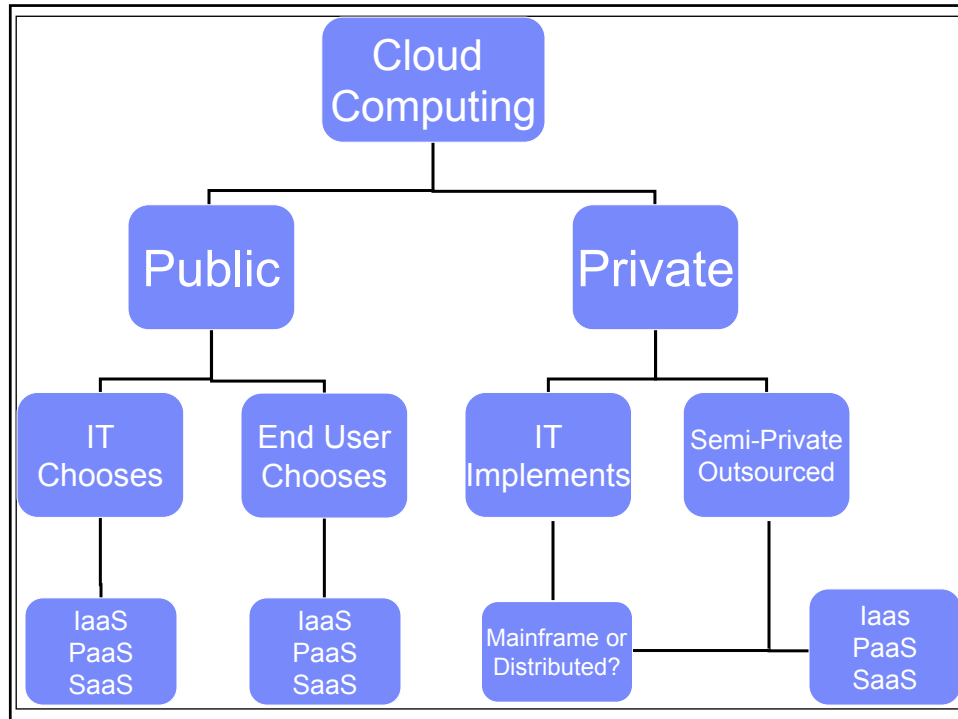 Cloud
Computing
Public
Private
IT
Chooses
End User
Chooses
IT
Implements
Semi-Private
Outsourced
IaaS
PaaS
SaaS
IaaS
PaaS
SaaS
Mainframe or
Distributed?
Iaas
PaaS
SaaS